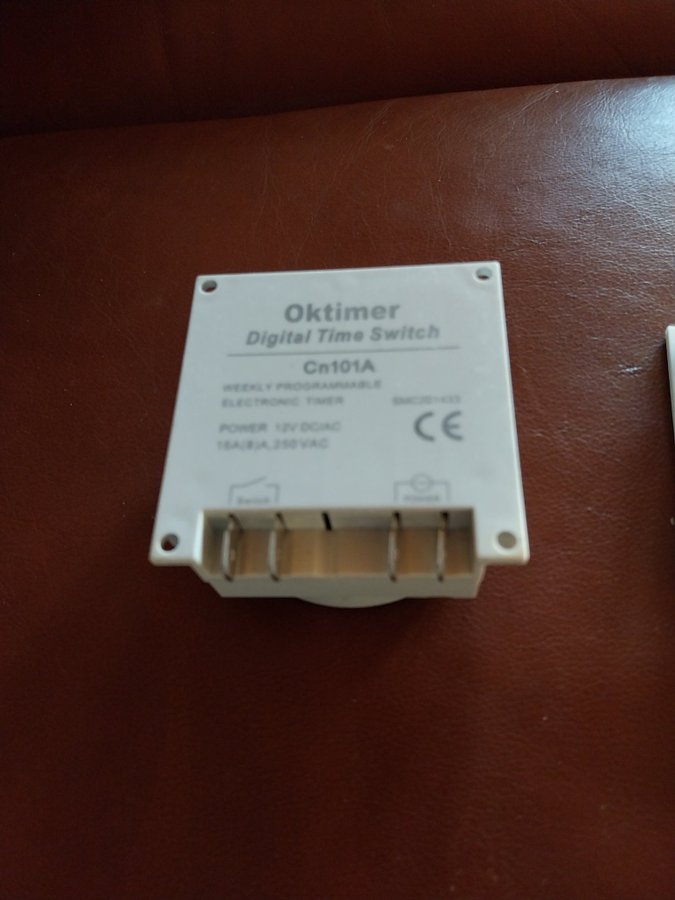 Oktimer
Digital Time Switch
Cn101A
WEEKLY PROGRAMMABLE
ELECTRONIC TIMER SMC201433
POWER 12V DC/AC CE
16A(8)A,250VAC
Switch POWER